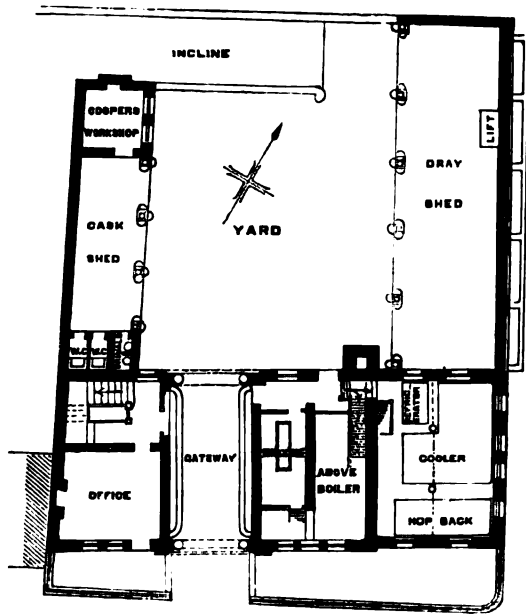 INCLINE
COOPERS
WORKSHOP
LIFT
DRAY
SHED
YARD
CASK
SHED
W.C.
W.C.
GATEWAY
COOLER
ABOVE
BOILER
OFFICE
HOP BACK